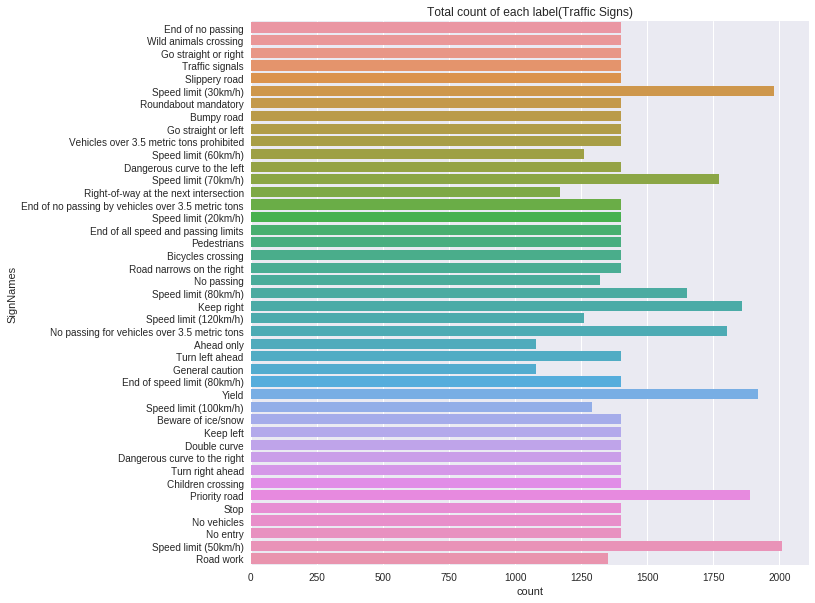 Total count of each label(Traffic Signs)
End of no passing
Wild animals crossing
Go straight or right
Traffic signals
Slippery road
Speed limit (30km/h)
Roundabout mandatory
Bumpy road
Go straight or left
Vehicles over 3.5 metric tons prohibited
Speed limit (60km/h)
Dangerous curve to the left
Speed limit (70km/h)
Right-of-way at the next intersection
End of no passing by vehicles over 3.5 metric tons
Speed limit (20km/h)
End of all speed and passing limits
Pedestrians
Bicycles crossing
Road narrows on the right
No passing
Speed limit (80km/h)
Keep right
Speed limit (120km/h)
No passing for vehicles over 3.5 metric tons
Ahead only
Turn left ahead
General caution
End of speed limit (80km/h)
Yield
Speed limit (100km/h)
Beware of ice/snow
Keep left
Double curve
Dangerous curve to the right
Turn right ahead
Children crossing
Priority road
Stop
No vehicles
No entry
Speed limit (50km/h)
Road work
SignNames
0 250 500 750 1000 1250 1500 1750 2000
count